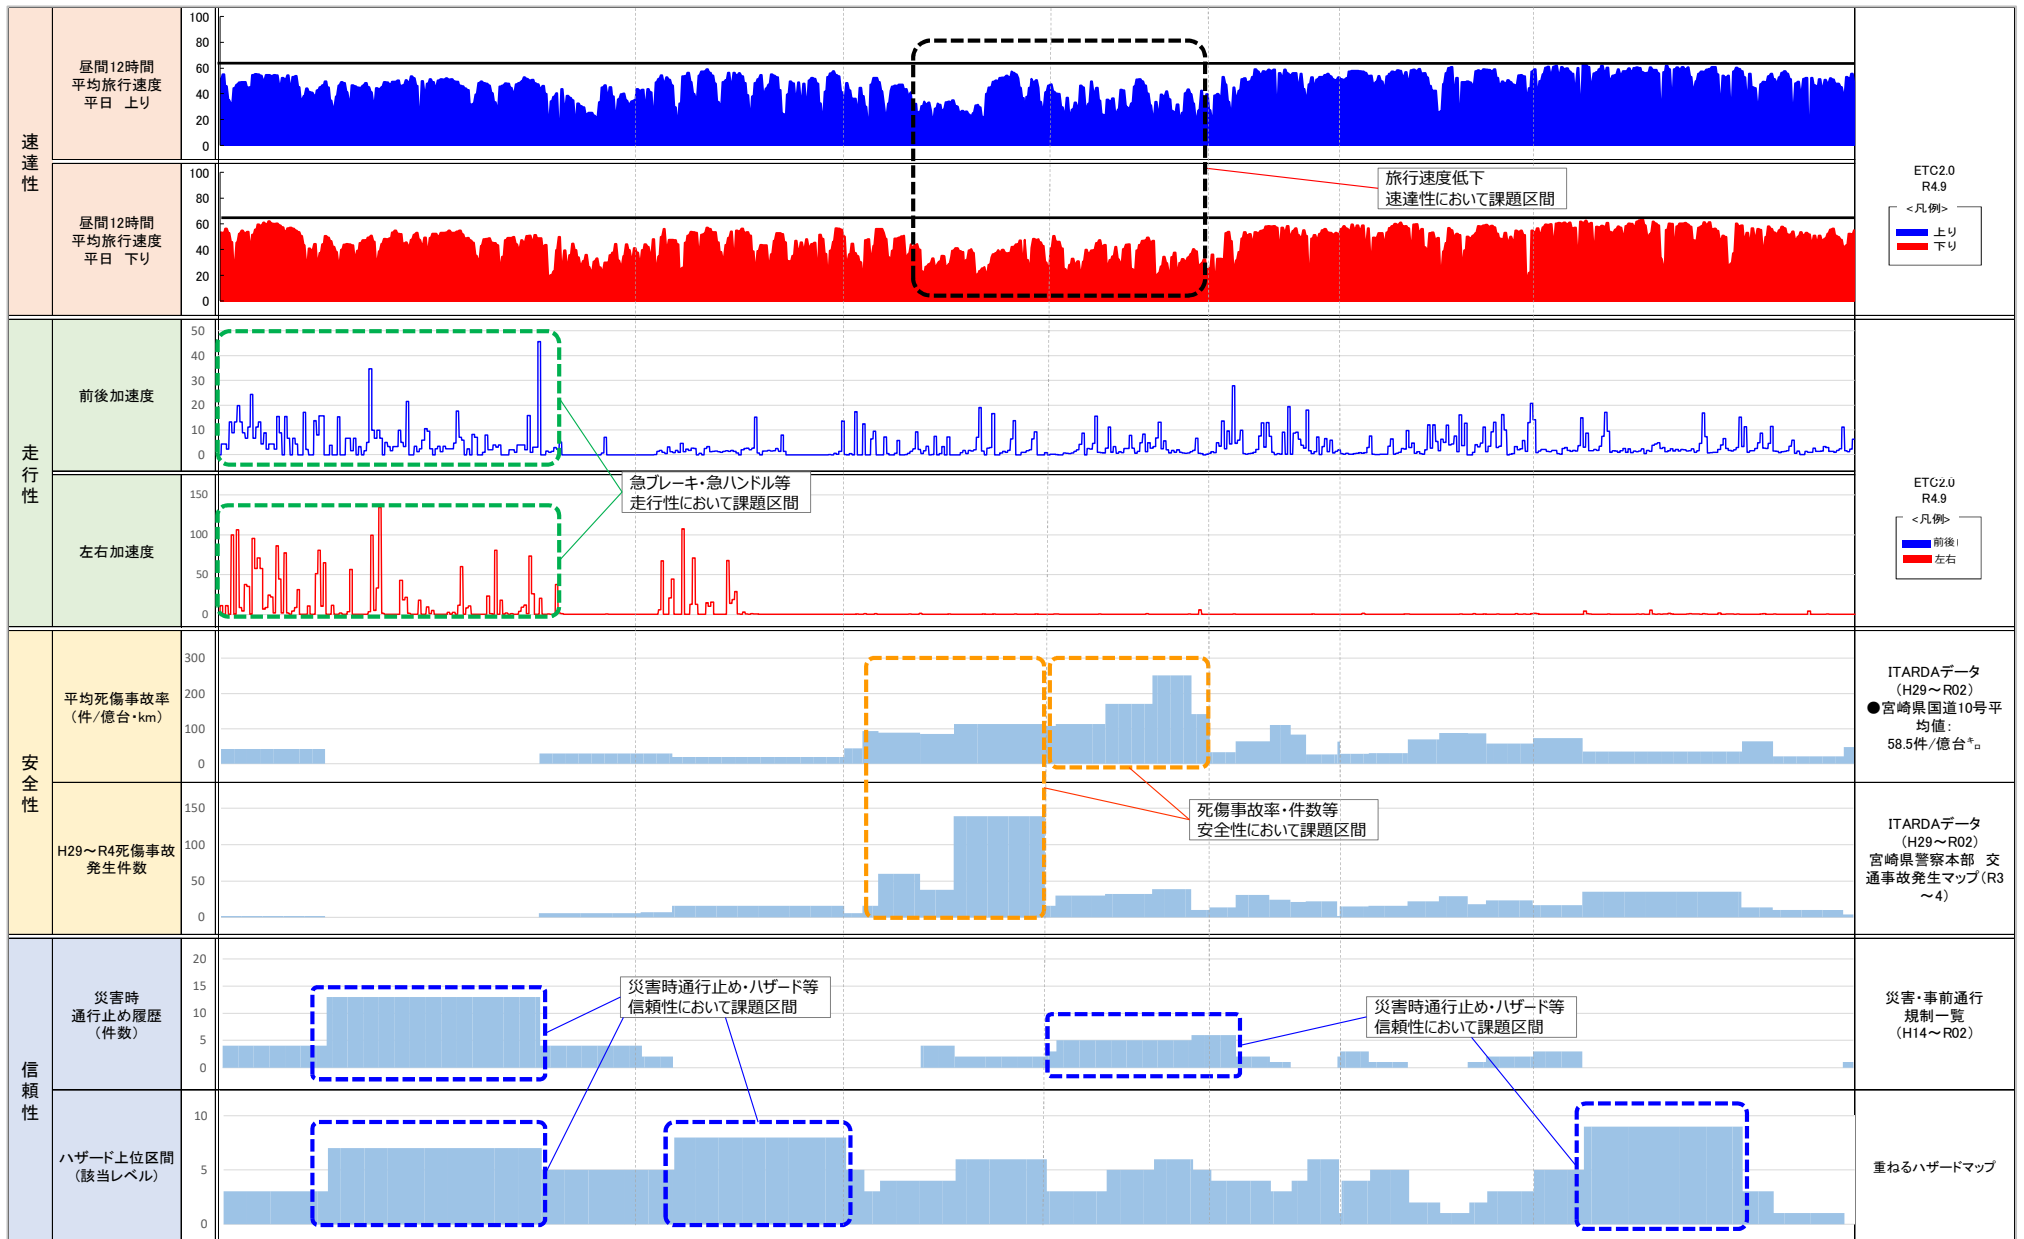 速達性
昼間12時間
平均旅行速度
平日 上り
100
80
60
40
20
0
昼間12時間
平均旅行速度
平日 下り
100
80
60
40
20
0
旅行速度低下
速達性において課題区間
ETC2.0
R4.9
<凡例>
上り
下り
走行性
前後加速度
50
40
30
20
10
0
左右加速度
150
100
50
0
急ブレーキ・急ハンドル等
走行性において課題区間
ETC2.0
R4.9
<凡例>
前後
左右
安全性
平均死傷事故率
(件/億台・km)
300
200
100
0
ITARDAデータ
(H29～R02)
●宮崎県国道10号平
均値:
58.5件/億台㌔
H29～R4死傷事故
発生件数
150
100
50
0
死傷事故率・件数等
安全性において課題区間
ITARDAデータ
(H29～R02)
宮崎県警察本部 交
通事故発生マップ(R3
～4)
信頼性
災害時
通行止め履歴
(件数)
20
15
10
5
0
災害時通行止め・ハザード等
信頼性において課題区間
災害時通行止め・ハザード等
信頼性において課題区間
災害・事前通行
規制一覧
(H14～R02)
ハザード上位区間
(該当レベル)
10
5
0
重ねるハザードマップ